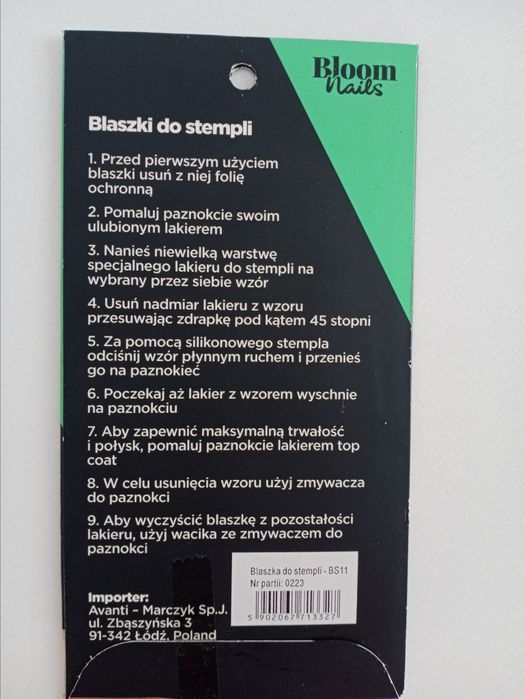 Bloom
Nails
Blaszki do stempli
1. Przed pierwszym użyciem
blaszki usuń z niej folię
ochronną
2. Pomaluj paznokcie swoim
ulubionym lakierem
3. Nanieś niewielką warstwę
specjalnego lakieru do stempli na
wybrany przez siebie wzór
4. Usuń nadmiar lakieru z wzoru
przesuwając zdrapkę pod kątem 45 stopni
5. Za pomocą silikonowego stempla
odciśnij wzór płynnym ruchem i przenieś
go na paznokieć
6. Poczekaj aż lakier z wzorem wyschnie
na paznokciu
7. Aby zapewnić maksymalną trwałość
i połysk, pomaluj paznokcie lakierem top
coat
8. W celu usunięcia wzoru użyj zmywacza
do paznokci
9. Aby wyczyścić blaszkę z pozostałości
lakieru, użyj wacika ze zmywaczem do
paznokci
Blaszka do stempli - BS11
Nr partii: 0223
5 902067 713327
Importer:
Avanti – Marczyk Sp.J.
ul. Zbąszyńska 3
91-342 Łódź, Poland